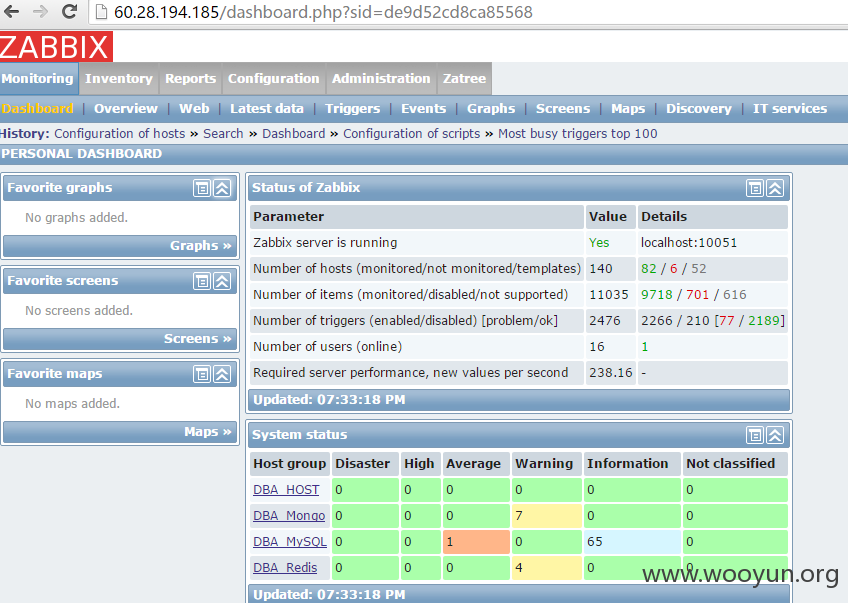 60.28.194.185/dashboard.php?sid=de9d52cd8ca85568
ZABBIX
Monitoring Inventory Reports Configuration Administration Zatree
Dashboard | Overview | Web | Latest data | Triggers | Events | Graphs | Screens | Maps | Discovery | IT services
History: Configuration of hosts » Search » Dashboard » Configuration of scripts » Most busy triggers top 100
PERSONAL DASHBOARD
Favorite graphs
No graphs added.
Graphs »
Favorite screens
No screens added.
Screens »
Favorite maps
No maps added.
Maps »
Status of Zabbix
Parameter Value Details
Zabbix server is running Yes localhost:10051
Number of hosts (monitored/not monitored/templates) 140 82 / 6 / 52
Number of items (monitored/disabled/not supported) 11035 9718 / 701 / 616
Number of triggers (enabled/disabled) [problem/ok] 2476 2266 / 210 [77 / 2189]
Number of users (online) 16 1
Required server performance, new values per second 238.16 -
Updated: 07:33:18 PM
System status
Host group Disaster High Average Warning Information Not classified
DBA_HOST 0 0 0 0 0 0
DBA_Mongo 0 0 0 7 0 0
DBA_MySQL 0 0 1 0 65 0
DBA_Redis 0 0 0 4 0 0
Updated: 07:33:18 PM
www.wooyun.org